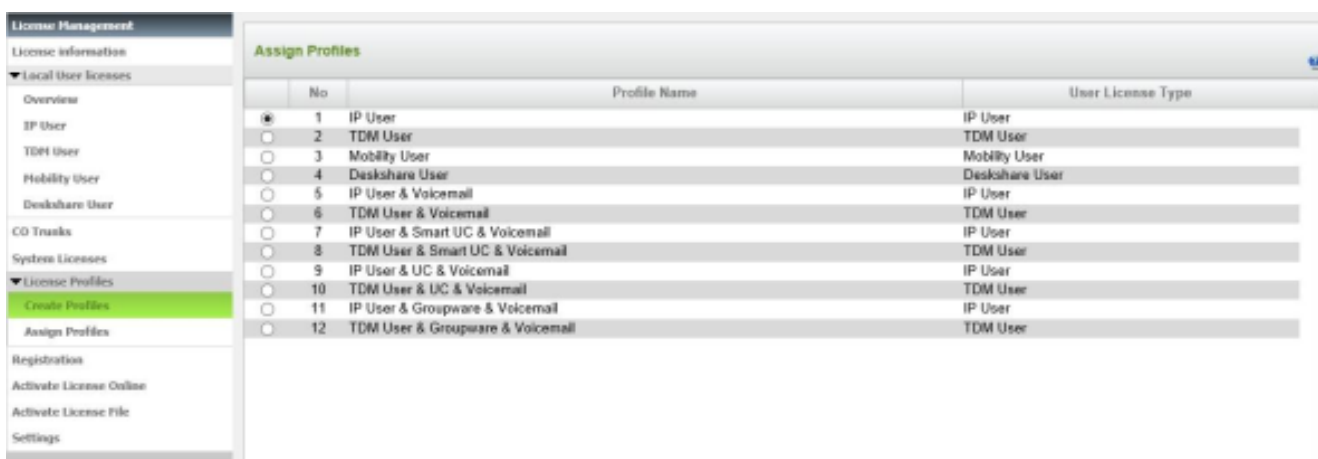 License Management
License information
Local User licenses
Overview
IP User
TDM User
Mobility User
Deskshare User
CO Trunks
System Licenses
License Profiles
Create Profiles
Assign Profiles
Registration
Activate License Online
Activate License File
Settings
Assign Profiles
No Profile Name User License Type
1 IP User IP User
2 TDM User TDM User
3 Mobility User Mobility User
4 Deskshare User Deskshare User
5 IP User & Voicemail IP User
6 TDM User & Voicemail TDM User
7 IP User & Smart UC & Voicemail IP User
8 TDM User & Smart UC & Voicemail TDM User
9 IP User & UC & Voicemail IP User
10 TDM User & UC & Voicemail TDM User
11 IP User & Groupware & Voicemail IP User
12 TDM User & Groupware & Voicemail TDM User